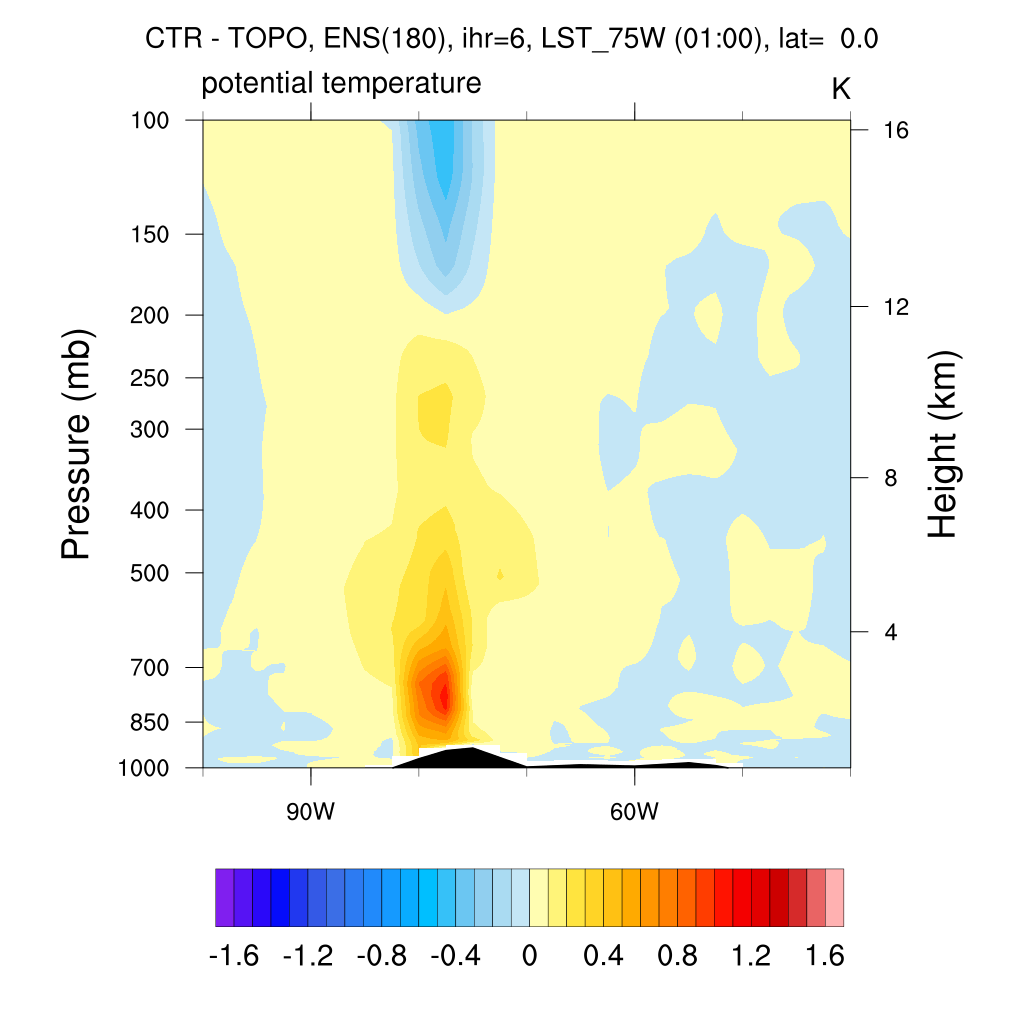 CTR - TOPO, ENS(180), ihr=6, LST_75W (01:00), lat=  0.0
potential temperature K
100
150
200
250
300
400
500
700
850
1000
Pressure (mb)
16
12
8
4
Height (km)
90W 60W
-1.6 -1.2 -0.8 -0.4 0 0.4 0.8 1.2 1.6